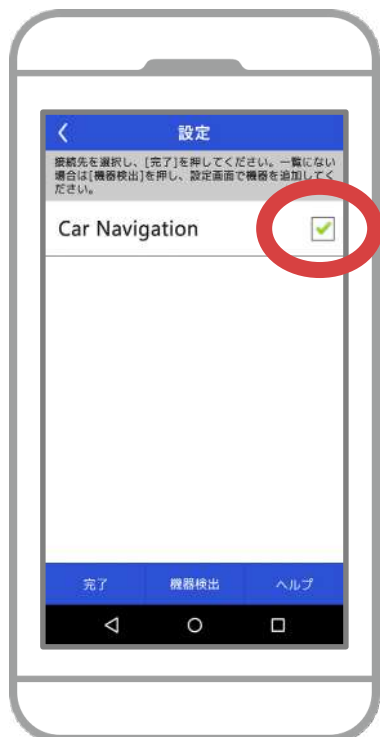 設定
接続先を選択し、[完了]を押してください。一覧にない
場合は[機器検出]を押し、設定画面で機器を追加してく
ださい。
Car Navigation
完了 機器検出 ヘルプ